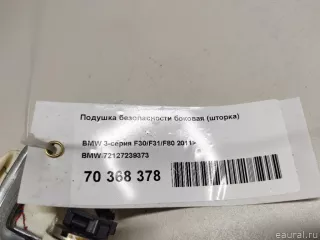 Подушка безопасности боковая (шторка)
BMW 3-серия F30/F31/F80 2011>
BMW 72127239373
70 368 378
eaural.ru